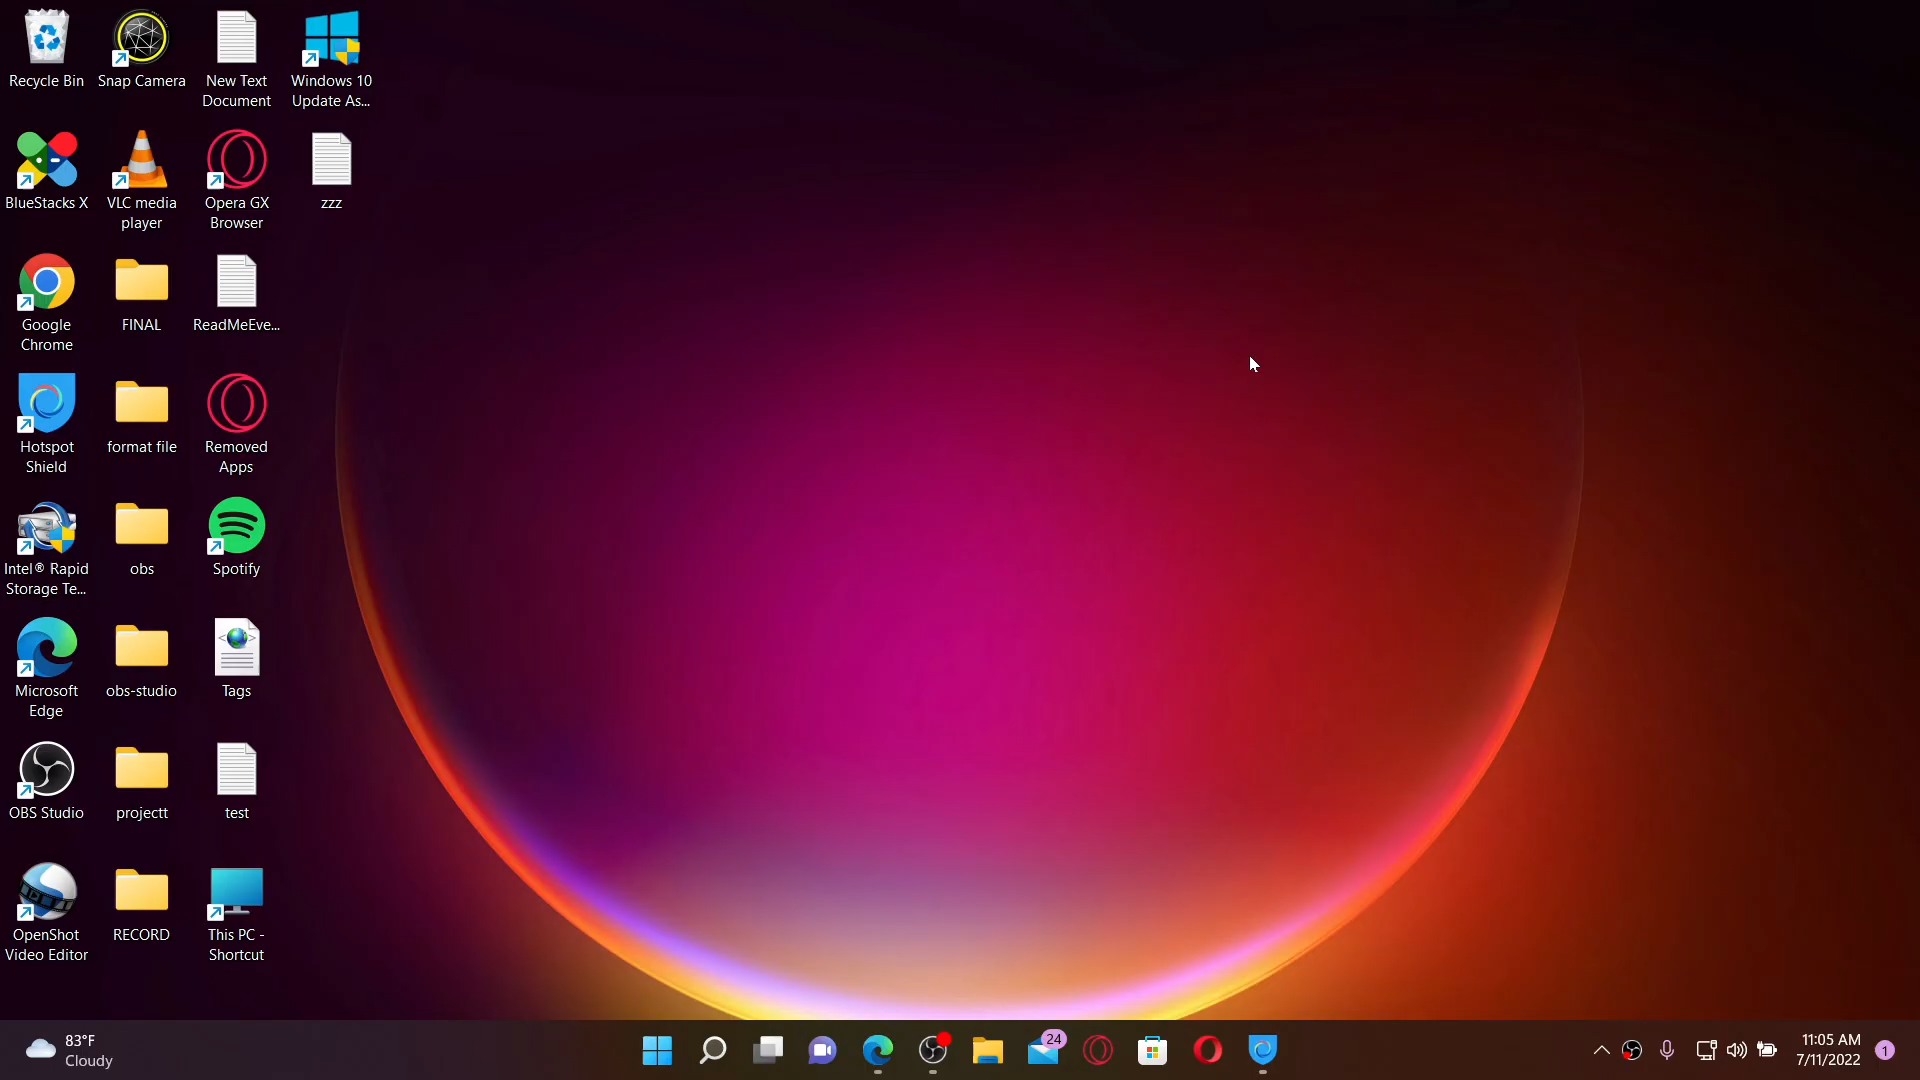 Recycle Bin
Snap Camera
New Text
Document
Windows 10
Update As...
BlueStacks X
VLC media
player
Opera GX
Browser
zzz
Google
Chrome
FINAL
ReadMeEve...
Hotspot
Shield
format file
Removed
Apps
Intel® Rapid
Storage Te...
obs
Spotify
Microsoft
Edge
obs-studio
Tags
OBS Studio
projectt
test
OpenShot
Video Editor
RECORD
This PC -
Shortcut
83°F
Cloudy
24
11:05 AM
7/11/2022
1